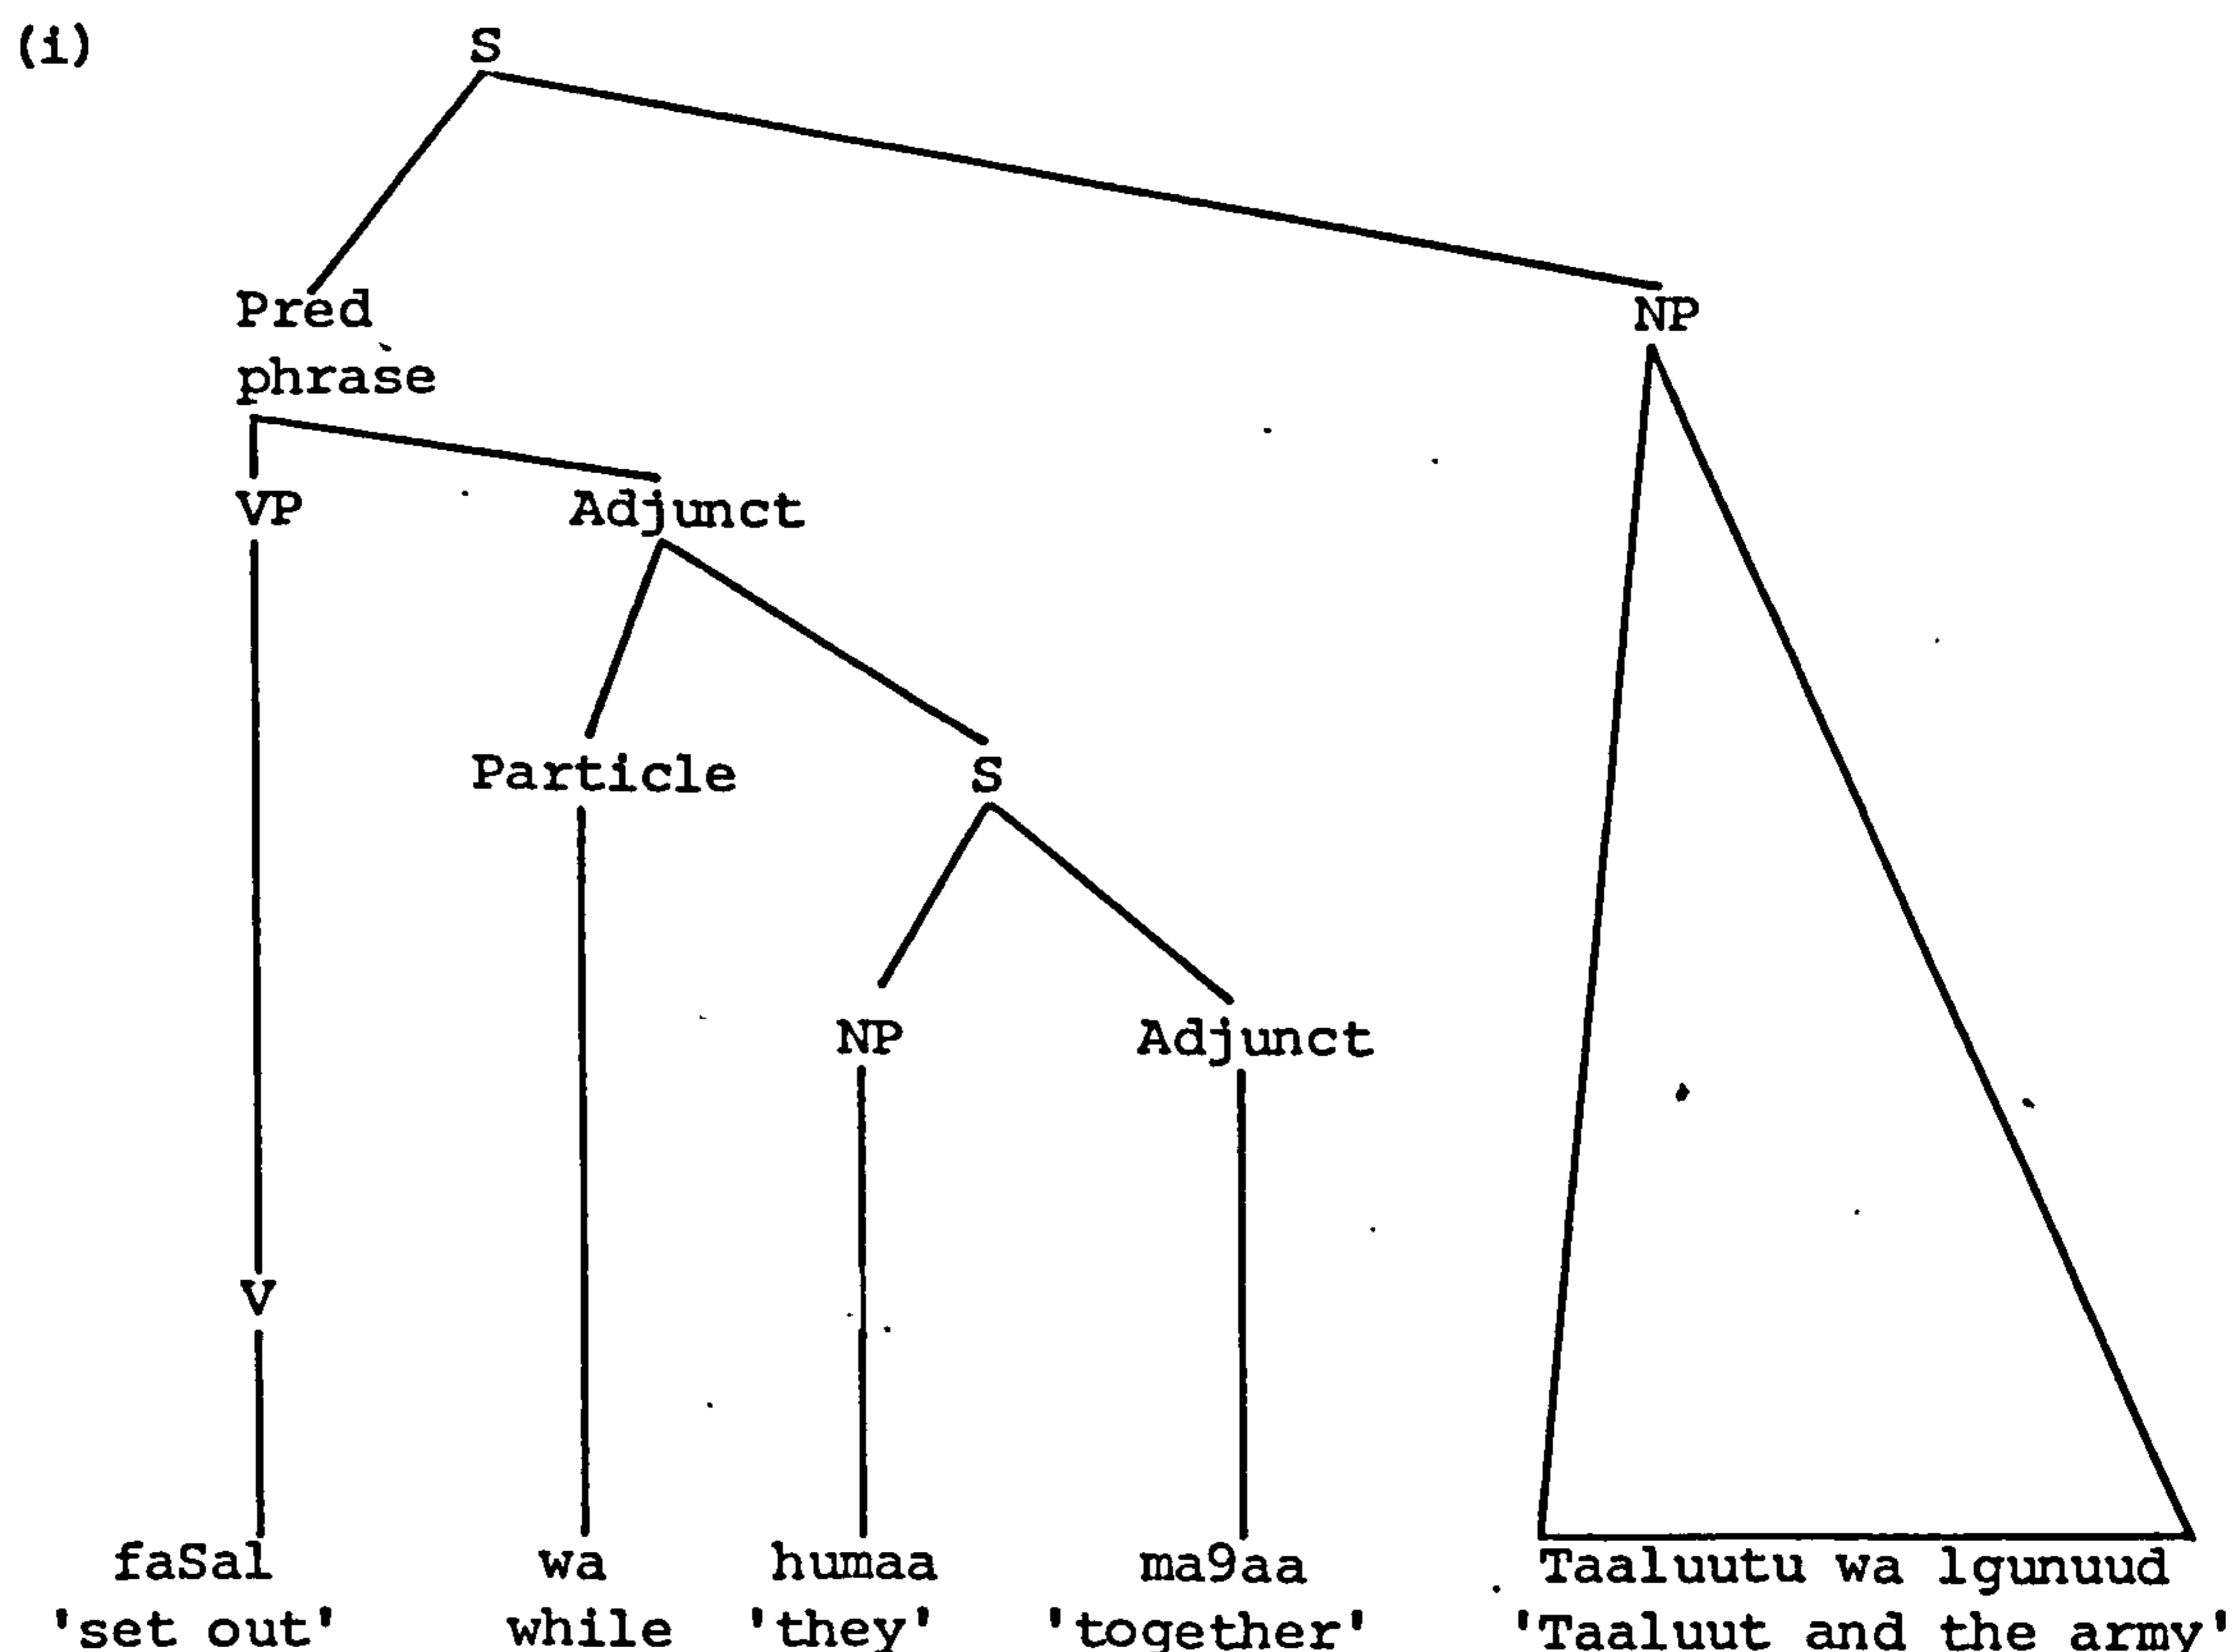 (i)
S
Pred
phrase
NP
VP Adjunct
Particle S
NP Adjunct
V
faSal wa humaa ma9aa Taaluutu wa lgunuud
'set out' while 'they' 'together' 'Taaluut and the army'